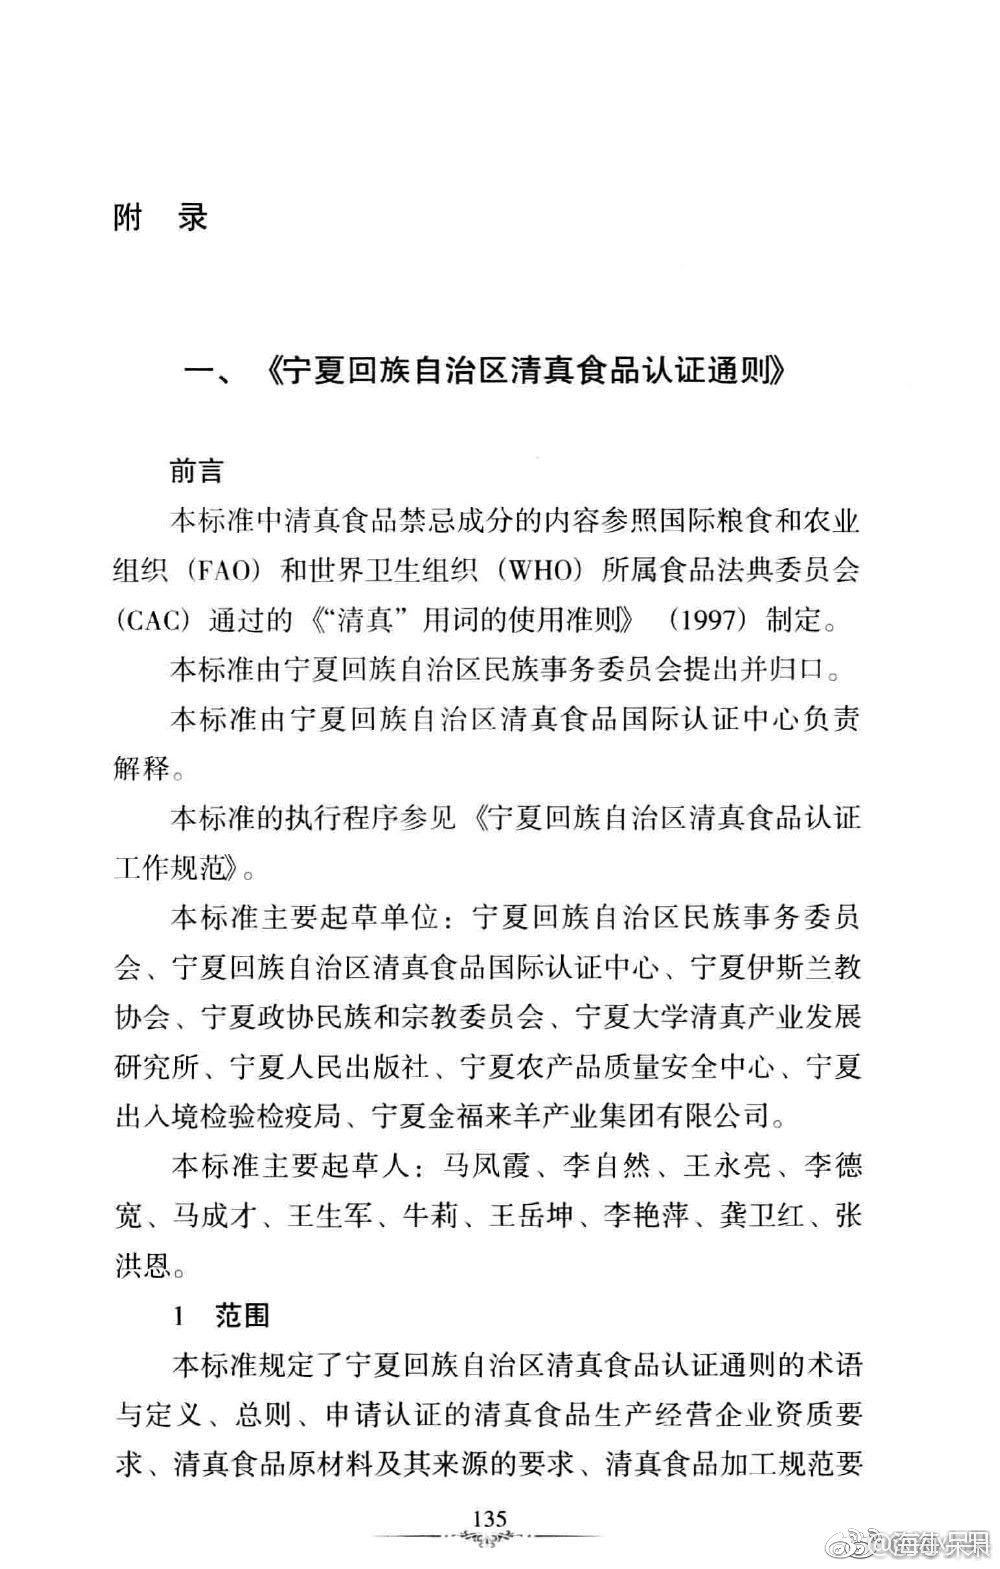 附 录
一、《宁夏回族自治区清真食品认证通则》
前言
本标准中清真食品禁忌成分的内容参照国际粮食和农业
组织（FAO）和世界卫生组织（WHO）所属食品法典委员会
（CAC）通过的《“清真”用词的使用准则》（1997）制定。
本标准由宁夏回族自治区民族事务委员会提出并归口。
本标准由宁夏回族自治区清真食品国际认证中心负责
解释。
本标准的执行程序参见《宁夏回族自治区清真食品认证
工作规范》。
本标准主要起草单位：宁夏回族自治区民族事务委员
会、宁夏回族自治区清真食品国际认证中心、宁夏伊斯兰教
协会、宁夏政协民族和宗教委员会、宁夏大学清真产业发展
研究所、宁夏人民出版社、宁夏农产品质量安全中心、宁夏
出入境检验检疫局、宁夏金福来羊产业集团有限公司。
本标准主要起草人：马凤霞、李自然、王永亮、李德
宽、马成才、王生军、牛莉、王岳坤、李艳萍、龚卫红、张
洪恩。
1 范围
本标准规定了宁夏回族自治区清真食品认证通则的术语
与定义、总则、申请认证的清真食品生产经营企业资质要
求、清真食品原材料及其来源的要求、清真食品加工规范要
135